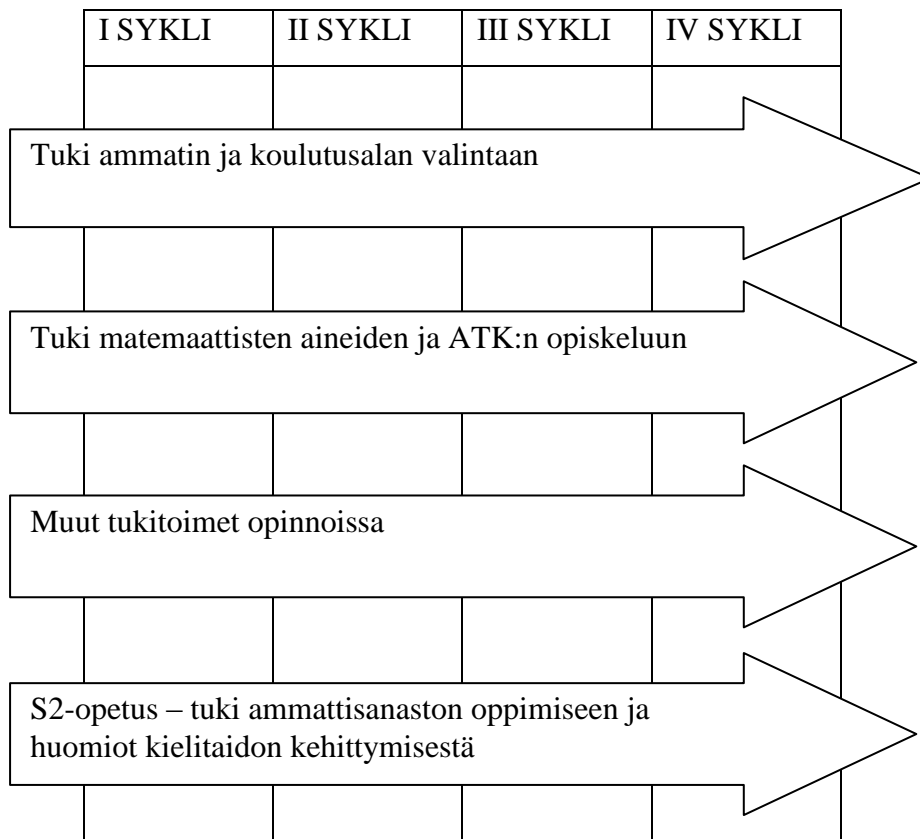 I SYKLI II SYKLI III SYKLI IV SYKLI
Tuki ammatin ja koulutusalan valintaan
Tuki matemaattisten aineiden ja ATK:n opiskeluun
Muut tukitoimet opinnoissa
S2-opetus – tuki ammattisanaston oppimiseen ja
huomiot kielitaidon kehittymisestä